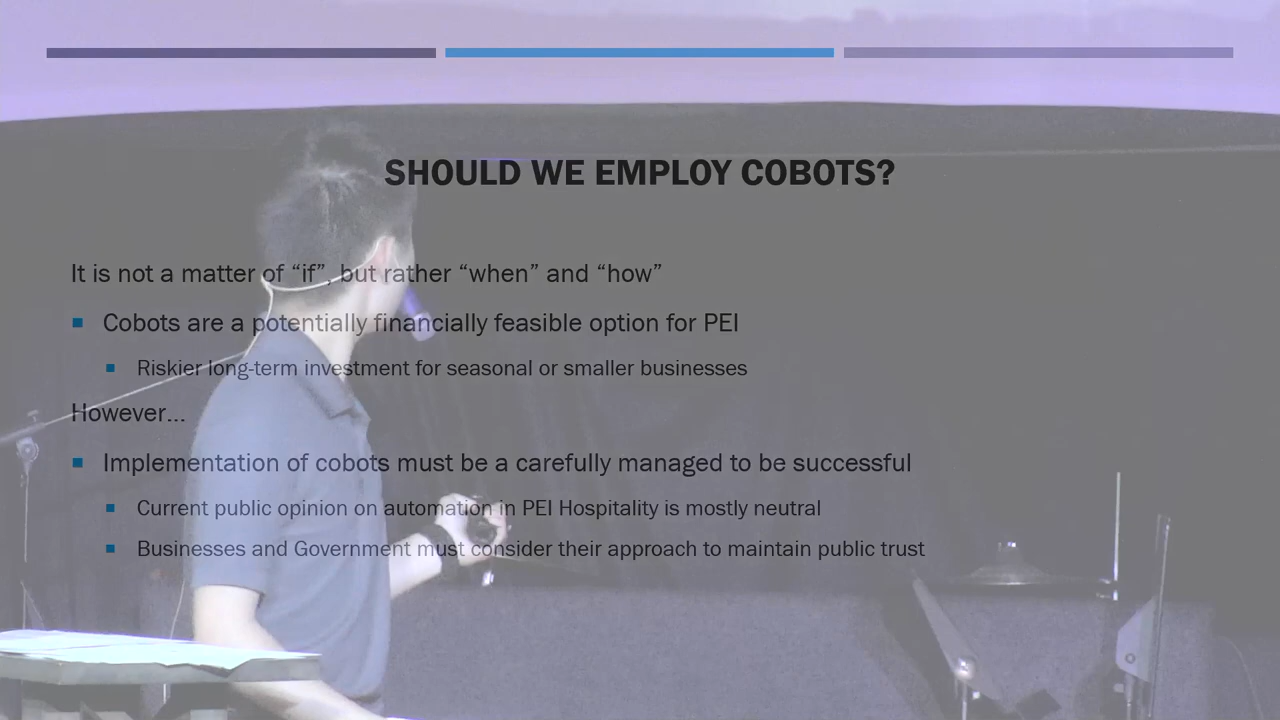 SHOULD WE EMPLOY COBOTS?
It is not a matter of “if”, but rather “when” and “how”
Cobots are a potentially financially feasible option for PEI
Riskier long-term investment for seasonal or smaller businesses
However...
Implementation of cobots must be a carefully managed to be successful
Current public opinion on automation in PEI Hospitality is mostly neutral
Businesses and Government must consider their approach to maintain public trust